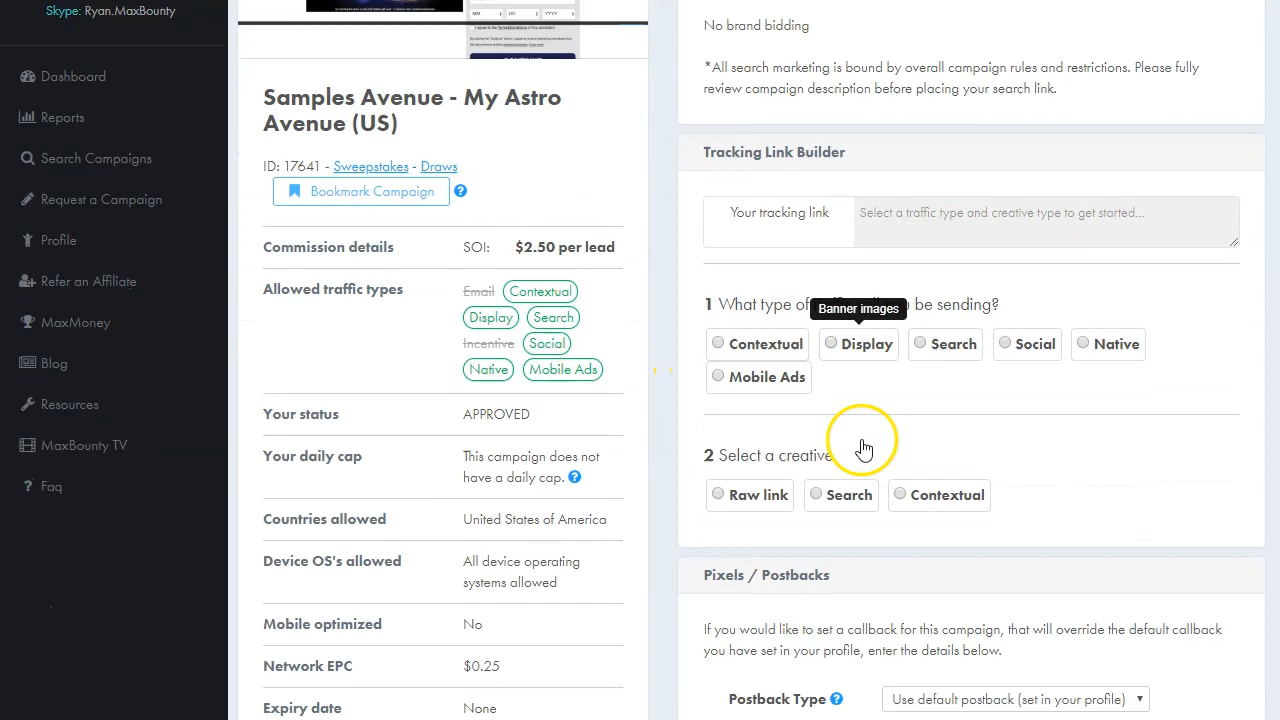 Skype: Ryan.MaxBounty
Dashboard
Reports
Search Campaigns
Request a Campaign
Profile
Refer an Affiliate
MaxMoney
Blog
Resources
MaxBounty TV
? Faq
MM
DD
YYYY
Samples Avenue - My Astro
Avenue (US)
ID: 17641 - Sweepstakes - Draws
Bookmark Campaign ?
Commission details SOI: $2.50 per lead
Allowed traffic types Email Contextual
Display Search
Incentive Social
Native Mobile Ads
Your status APPROVED
Your daily cap This campaign does not
have a daily cap. ?
Countries allowed United States of America
Device OS's allowed All device operating
systems allowed
Mobile optimized No
Network EPC $0.25
Expiry date None
No brand bidding
*All search marketing is bound by overall campaign rules and restrictions. Please fully
review campaign description before placing your search link.
Tracking Link Builder
Your tracking link Select a traffic type and creative type to get started...
1 What type of be sending?
Banner images
Contextual Display Search Social Native
Mobile Ads
2 Select a creative
Raw link Search Contextual
Pixels / Postbacks
If you would like to set a callback for this campaign, that will override the default callback
you have set in your profile, enter the details below.
Postback Type ? Use default postback (set in your profile)